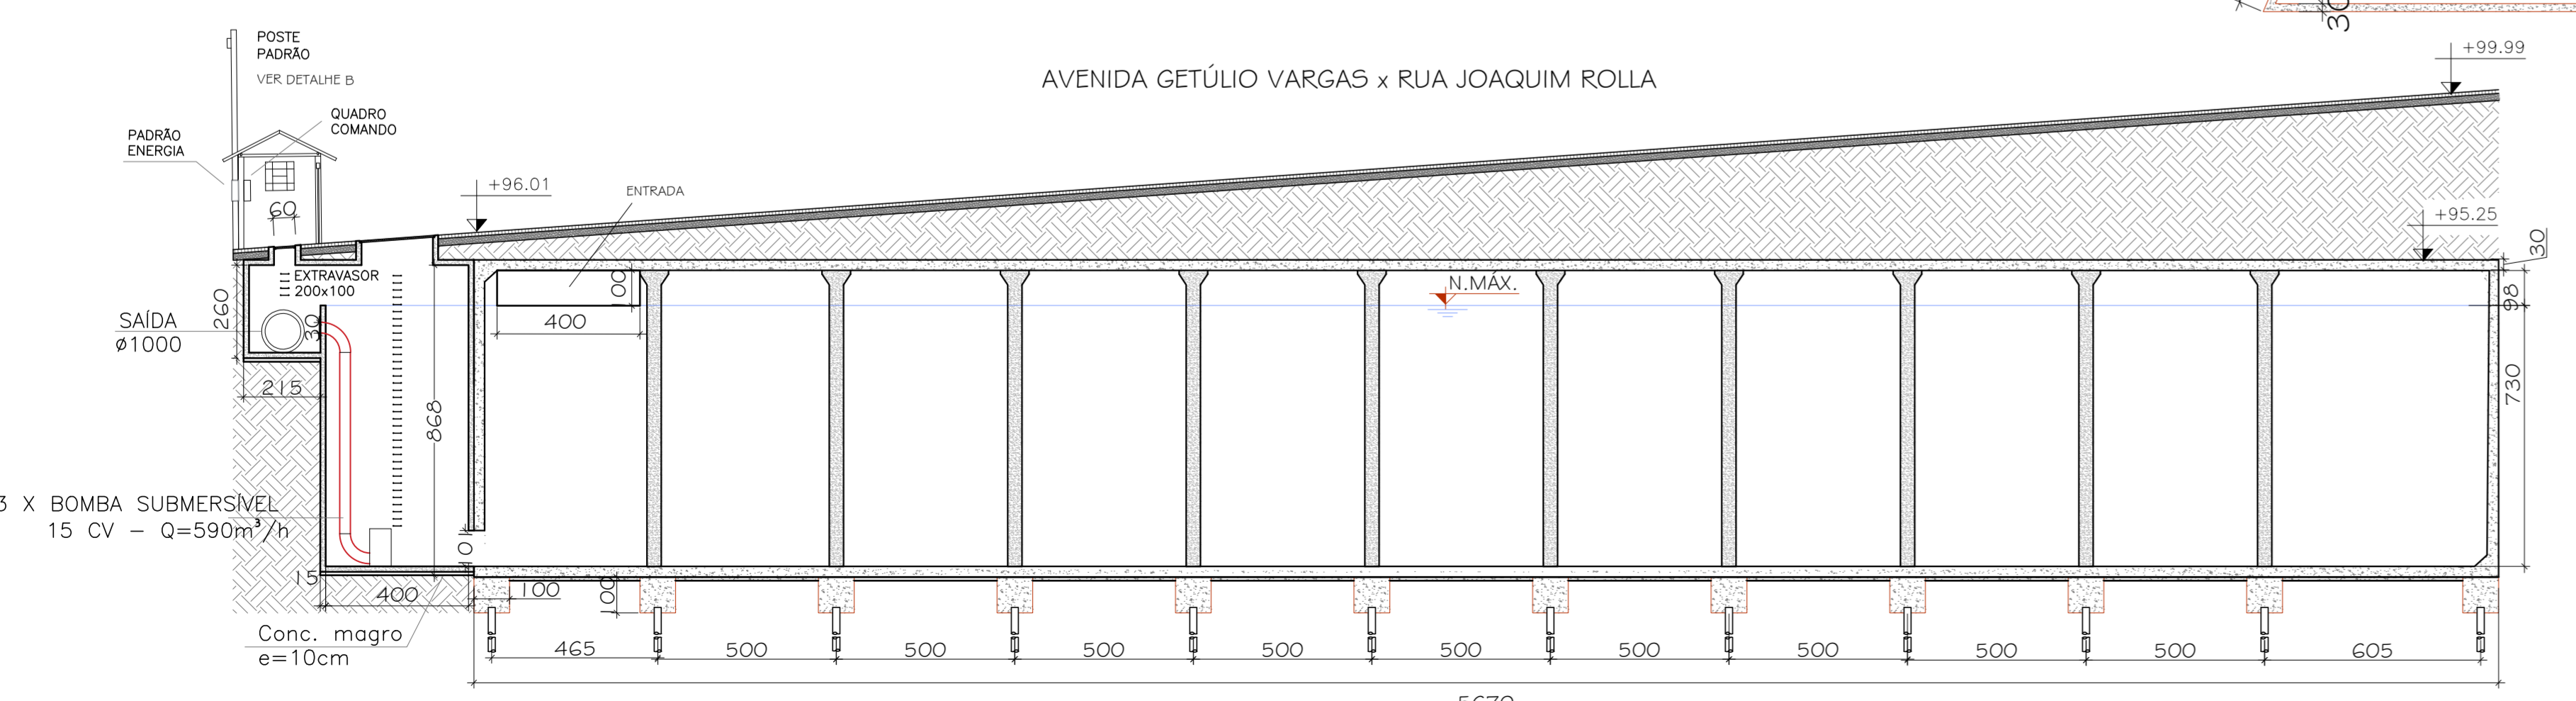 30
POSTE
PADRÃO
VER DETALHE B
+99.99
AVENIDA GETÚLIO VARGAS x RUA JOAQUIM ROLLA
QUADRO
COMANDO
PADRÃO
ENERGIA
+96.01
ENTRADA
60
+95.25
30
EXTRAVASOR
200x100
100
N.MÁX.
98
260
SAÍDA
ø1000
30
400
215
868
730
3 X BOMBA SUBMERSÍVEL
15 CV – Q=590m³/h
101
15
400
100
100
Conc. magro
e=10cm
465
500
500
500
500
500
500
500
500
500
605